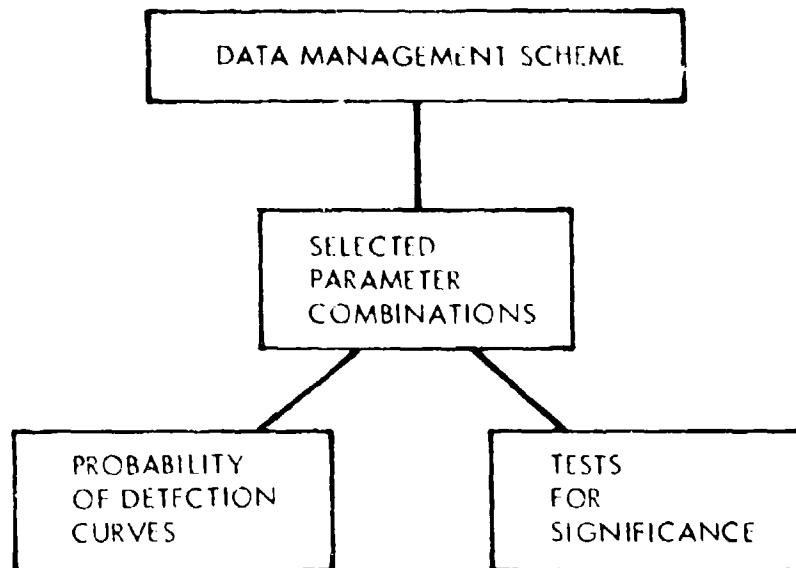 DATA MANAGEMENT SCHEME
SELECTED
PARAMETER
COMBINATIONS
PROBABILITY
OF DETECTION
CURVES
TESTS
FOR
SIGNIFICANCE